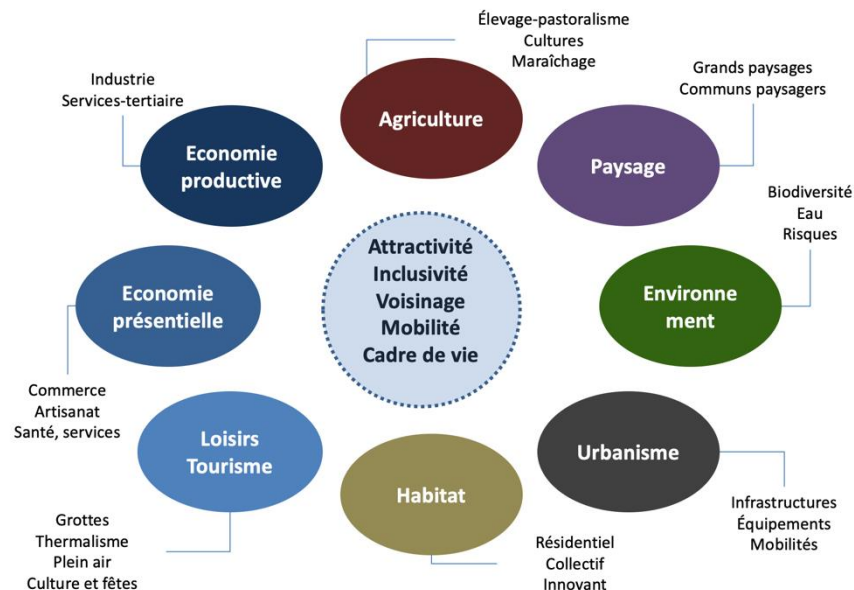 Élevage-pastoralisme
Cultures
Maraîchage
Agriculture
Grands paysages
Communs paysagers
Paysage
Biodiversité
Eau
Risques
Environne
ment
Urbanisme
Infrastructures
Équipements
Mobilités
Habitat
Résidentiel
Collectif
Innovant
Loisirs
Tourisme
Grottes
Thermalisme
Plein air
Culture et fêtes
Economie
présentielle
Commerce
Artisanat
Santé, services
Industrie
Services-tertiaire
Economie
productive
Attractivité
Inclusivité
Voisinage
Mobilité
Cadre de vie